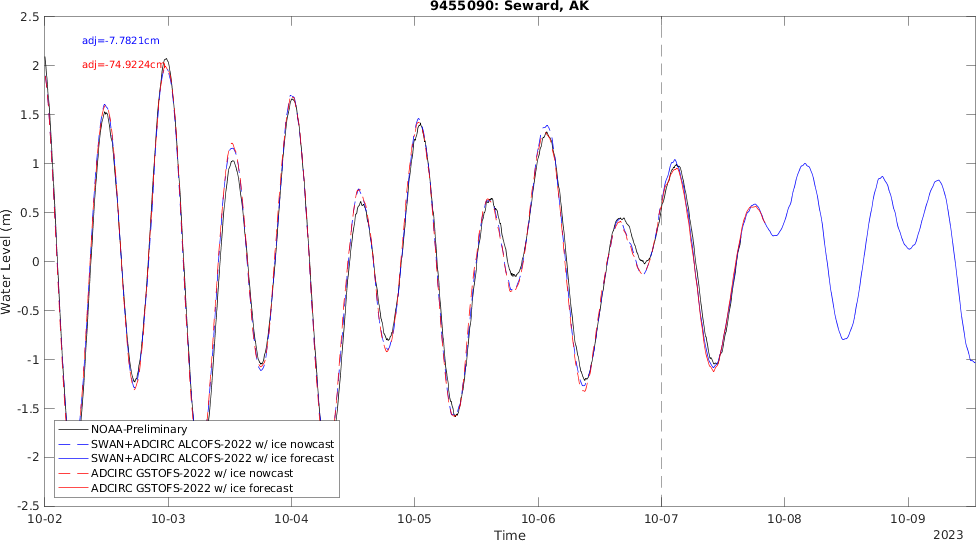 9455090: Seward, AK
adj=-7.7821cm
adj=-74.9224cm
Water Level (m)
2.5
2
1.5
1
0.5
0
-0.5
-1
-1.5
-2
-2.5
NOAA-Preliminary
SWAN+ADCIRC ALCOFS-2022 w/ ice nowcast
SWAN+ADCIRC ALCOFS-2022 w/ ice forecast
ADCIRC GSTOFS-2022 w/ ice nowcast
ADCIRC GSTOFS-2022 w/ ice forecast
10-02 10-03 10-04 10-05 10-06 10-07 10-08 10-09
Time
2023